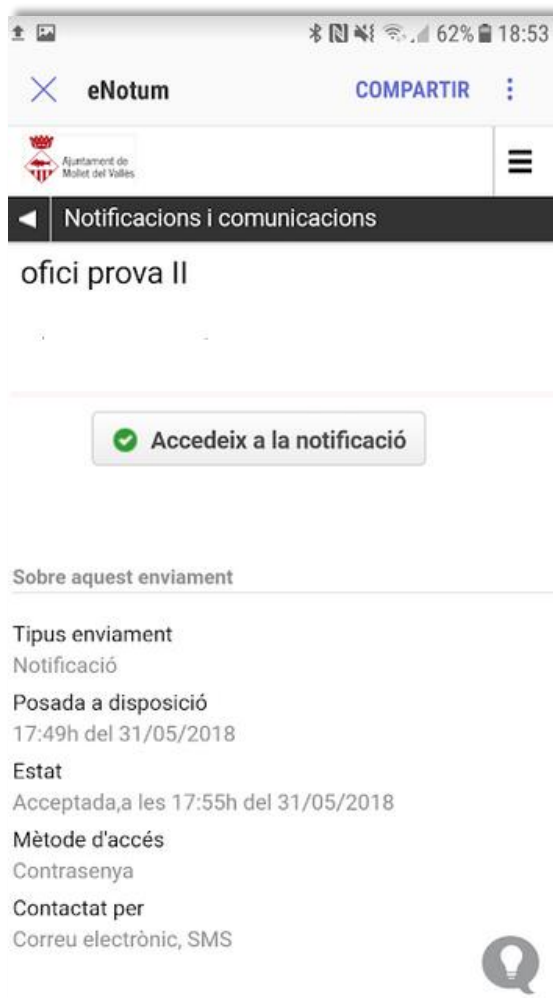 62% 18:53
eNotum COMPARTIR
Ajuntament de
Mollet del Vallès
Notificacions i comunicacions
ofici prova II
Accedeix a la notificació
Sobre aquest enviament
Tipus enviament
Notificació
Posada a disposició
17:49h del 31/05/2018
Estat
Acceptada,a les 17:55h del 31/05/2018
Mètode d'accés
Contrasenya
Contactat per
Correu electrònic, SMS